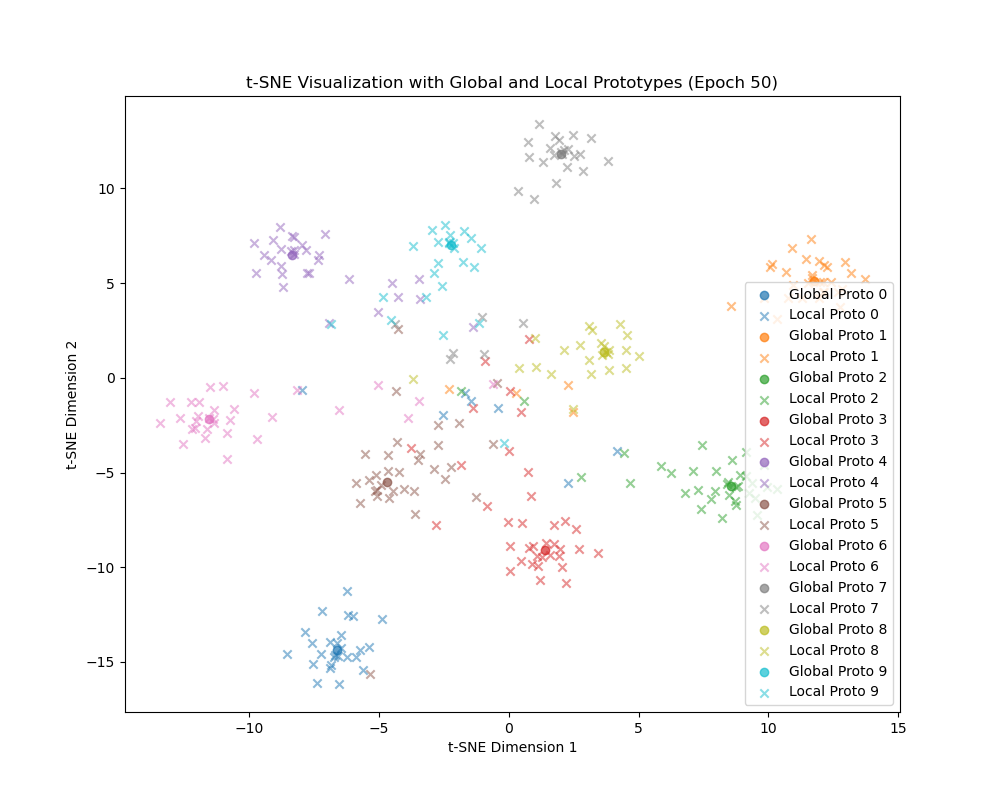 t-SNE Visualization with Global and Local Prototypes (Epoch 50)
t-SNE Dimension 2
10
5
0
−5
−10
−15
Global Proto 0
Local Proto 0
Global Proto 1
Local Proto 1
Global Proto 2
Local Proto 2
Global Proto 3
Local Proto 3
Global Proto 4
Local Proto 4
Global Proto 5
Local Proto 5
Global Proto 6
Local Proto 6
Global Proto 7
Local Proto 7
Global Proto 8
Local Proto 8
Global Proto 9
Local Proto 9
−10 −5 0 5 10 15
t-SNE Dimension 1